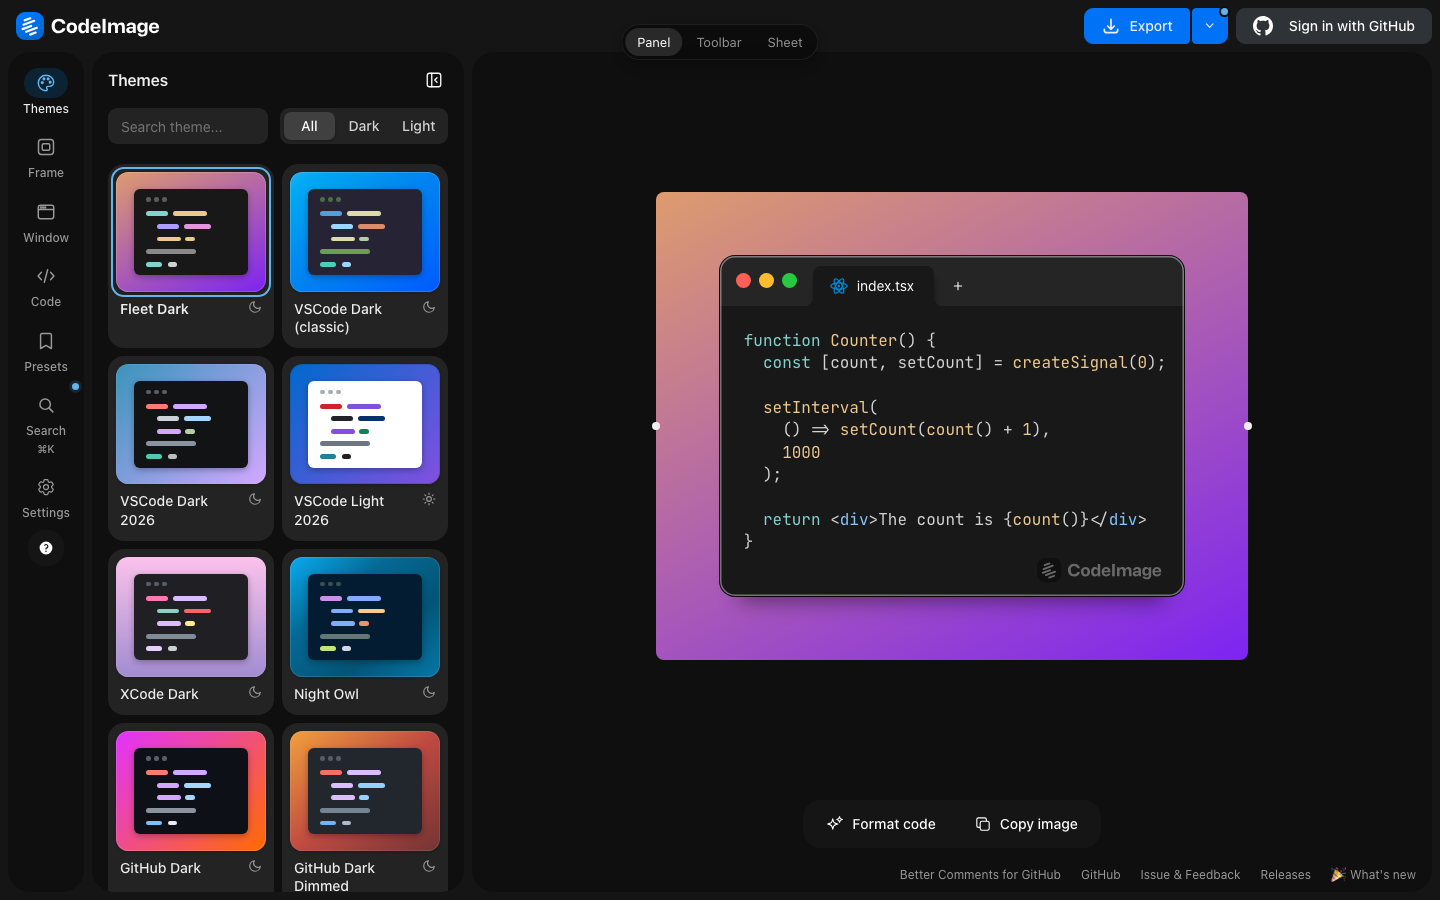 CodeImage
Panel
Toolbar
Sheet
Export
Sign in with GitHub
Themes
Frame
Window
Code
Presets
Search
⌘K
Settings
Themes
Search theme...
All
Dark
Light
Fleet Dark
VSCode Dark
(classic)
VSCode Dark
2026
VSCode Light
2026
XCode Dark
Night Owl
GitHub Dark
GitHub Dark
Dimmed
index.tsx
+
function Counter() {
  const [count, setCount] = createSignal(0);

  setInterval(
    () => setCount(count() + 1),
    1000
  );

  return <div>The count is {count()}</div>
}
CodeImage
Format code
Copy image
Better Comments for GitHub
GitHub
Issue & Feedback
Releases
🎉 What's new